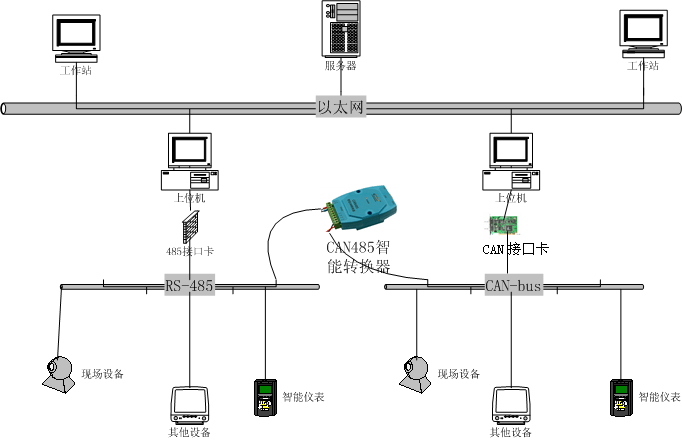 工作站
服务器
工作站
以太网
上位机
上位机
485接口卡
CAN485智
能转换器
CAN接口卡
RS-485
CAN-bus
现场设备
智能仪表
其他设备
现场设备
智能仪表
其他设备